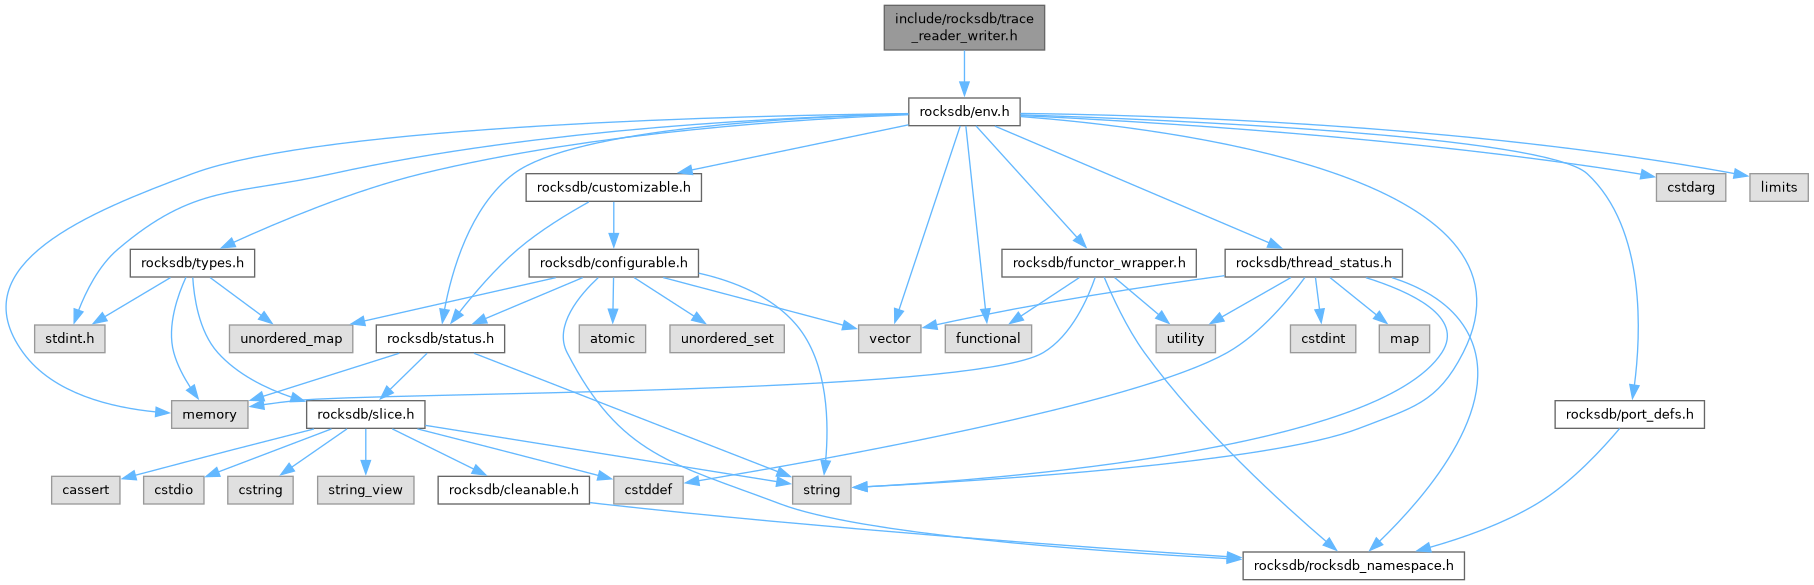 include/rocksdb/trace
_reader_writer.h
rocksdb/env.h
rocksdb/customizable.h
cstdarg
limits
rocksdb/types.h
rocksdb/configurable.h
rocksdb/functor_wrapper.h
rocksdb/thread_status.h
stdint.h
unordered_map
rocksdb/status.h
atomic
unordered_set
vector
functional
utility
cstdint
map
memory
rocksdb/slice.h
rocksdb/port_defs.h
cassert
cstdio
cstring
string_view
rocksdb/cleanable.h
cstddef
string
rocksdb/rocksdb_namespace.h